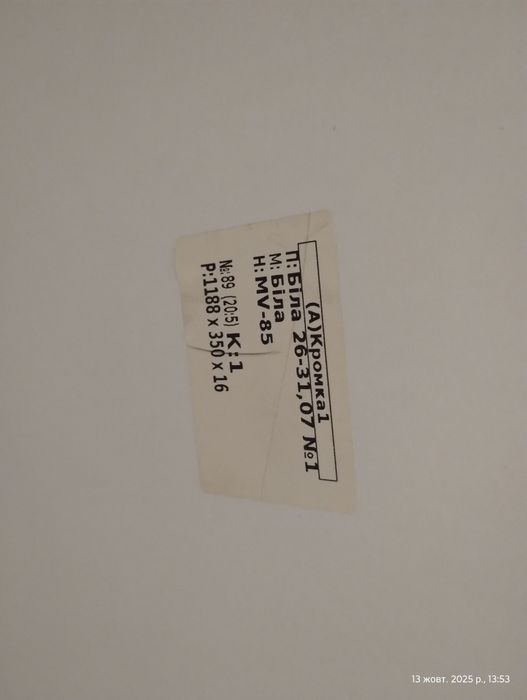 (А)Кромка1
П: Біла 26-31,07 №1
М: Біла
Н: MV-85
№:89 (20:5) К:1
Р:1188 x 350 x 16
13 жовт. 2025 р., 13:53